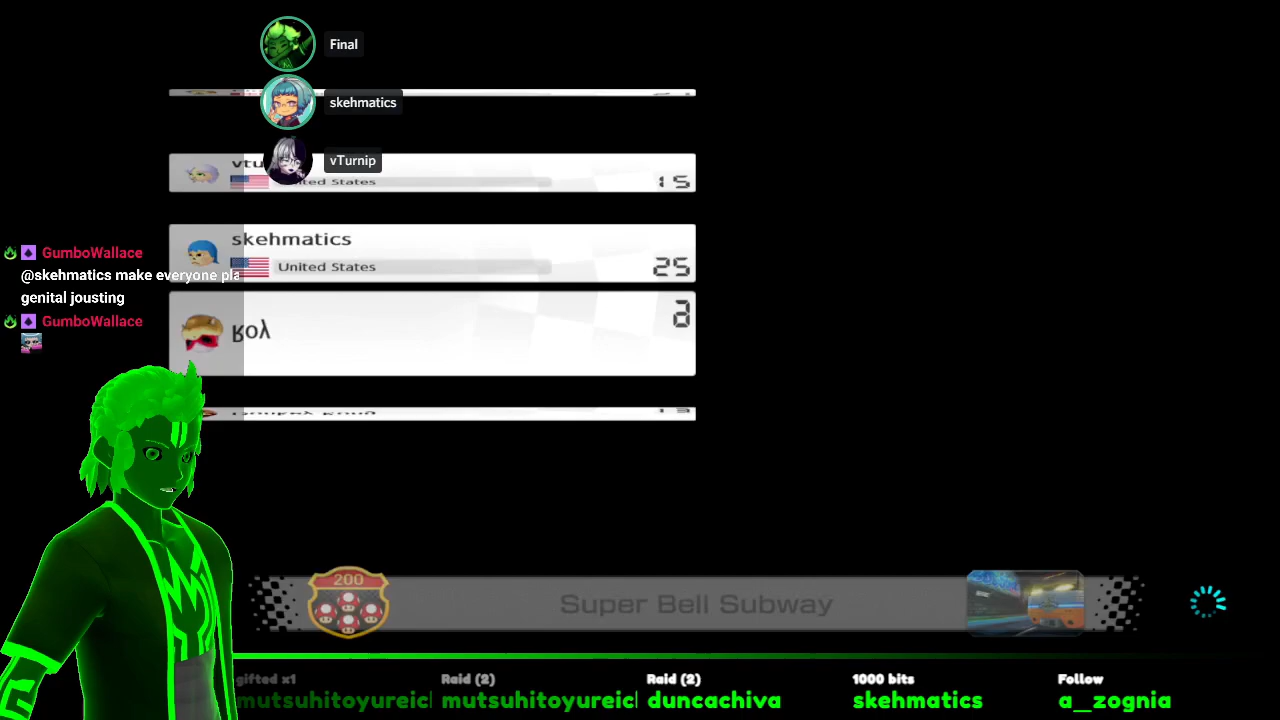 Final
skehmatics
vTurnip
vtu
United States
15
skehmatics
United States
25
GumboWallace
@skehmatics make everyone pla
genital jousting
GumboWallace
Roy
200
Super Bell Subway
gifted x1
Raid (2)
Raid (2)
1000 bits
Follow
mutsuhitoyureic
mutsuhitoyureic
duncachiva
skehmatics
a_zognia